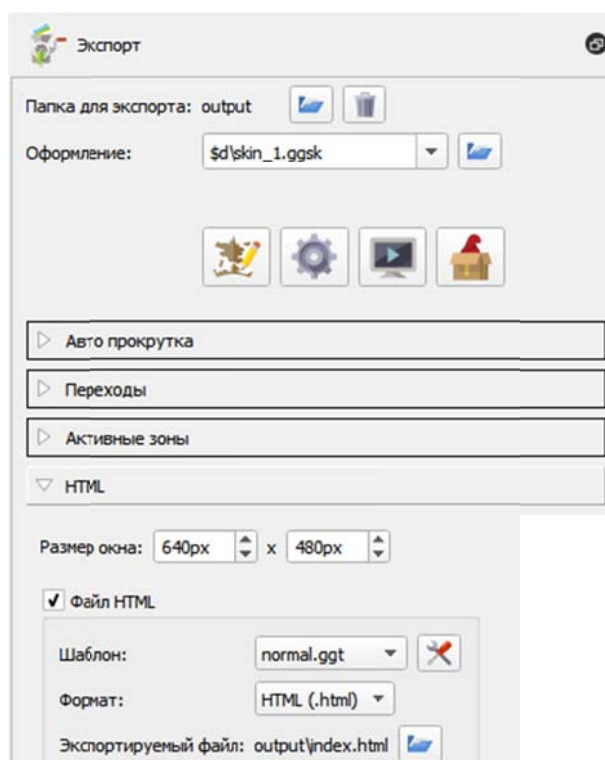 Экспорт
Папка для экспорта: output
Оформление: $d\skin_1.ggsk
Авто прокрутка
Переходы
Активные зоны
HTML
Размер окна: 640px x 480px
Файл HTML
Шаблон: normal.ggt
Формат: HTML (.html)
Экспортируемый файл: output\index.html